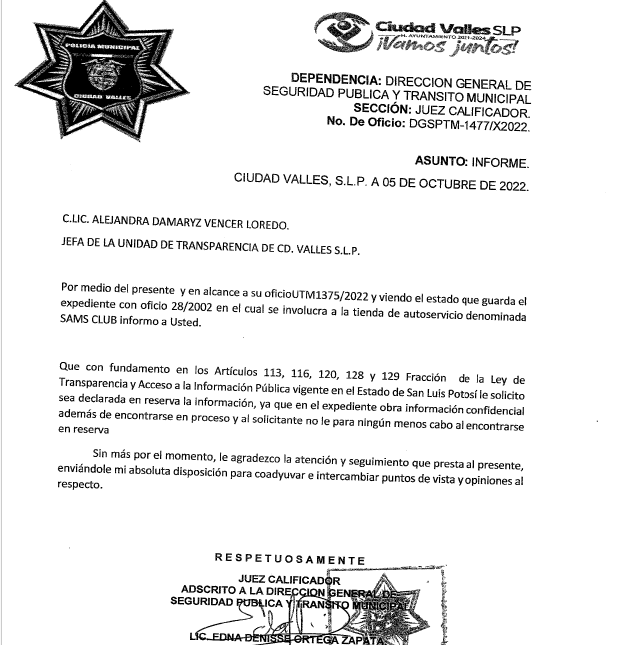 POLICIA MUNICIPAL
CIUDAD VALLES
Ciudad Valles SLP
H. AYUNTAMIENTO 2021-2024
¡Vamos juntos!
DEPENDENCIA: DIRECCION GENERAL DE
SEGURIDAD PUBLICA Y TRANSITO MUNICIPAL
SECCIÓN: JUEZ CALIFICADOR.
No. De Oficio: DGSPTM-1477/X2022.
ASUNTO: INFORME.
CIUDAD VALLES, S.L.P. A 05 DE OCTUBRE DE 2022.
C.LIC. ALEJANDRA DAMARYZ VENCER LOREDO.
JEFA DE LA UNIDAD DE TRANSPARENCIA DE CD. VALLES S.L.P.
Por medio del presente y en alcance a su oficioUTM1375/2022 y viendo el estado que guarda el
expediente con oficio 28/2002 en el cual se involucra a la tienda de autoservicio denominada
SAMS CLUB informo a Usted.
Que con fundamento en los Artículos 113, 116, 120, 128 y 129 Fracción de la Ley de
Transparencia y Acceso a la Información Pública vigente en el Estado de San Luis Potosí le solicito
sea declarada en reserva la información, ya que en el expediente obra información confidencial
además de encontrarse en proceso y al solicitante no le para ningún menos cabo al encontrarse
en reserva
Sin más por el momento, le agradezco la atención y seguimiento que presta al presente,
enviándole mi absoluta disposición para coadyuvar e intercambiar puntos de vista y opiniones al
respecto.
RESPETUOSAMENTE
JUEZ CALIFICADOR
ADSCRITO A LA DIRECCION GENERAL DE
SEGURIDAD PUBLICA Y TRANSITO MUNICIPAL
LIC. EDNA DENISSE ORTEGA ZAPATA.